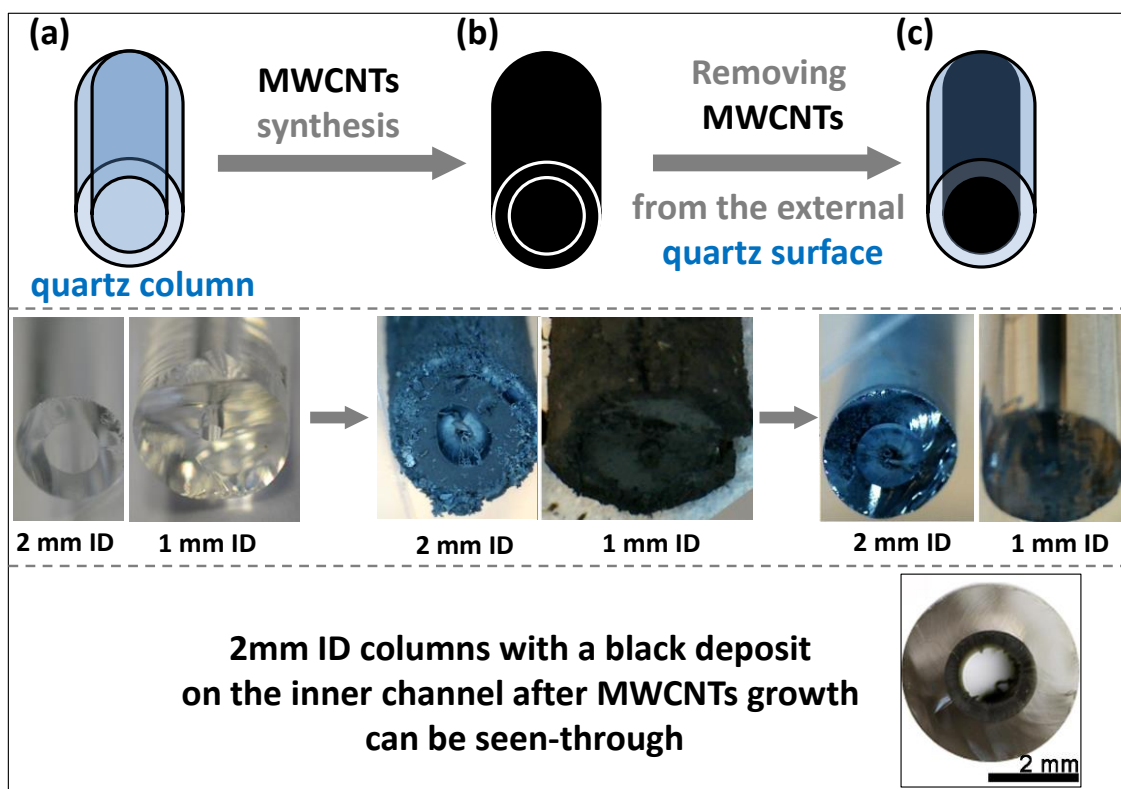 (a)
(b)
(c)
MWCNTs
synthesis
Removing
MWCNTs
from the external
quartz surface
quartz column
2 mm ID
1 mm ID
2 mm ID
1 mm ID
2 mm ID
1 mm ID
2mm ID columns with a black deposit
on the inner channel after MWCNTs growth
can be seen-through
2 mm